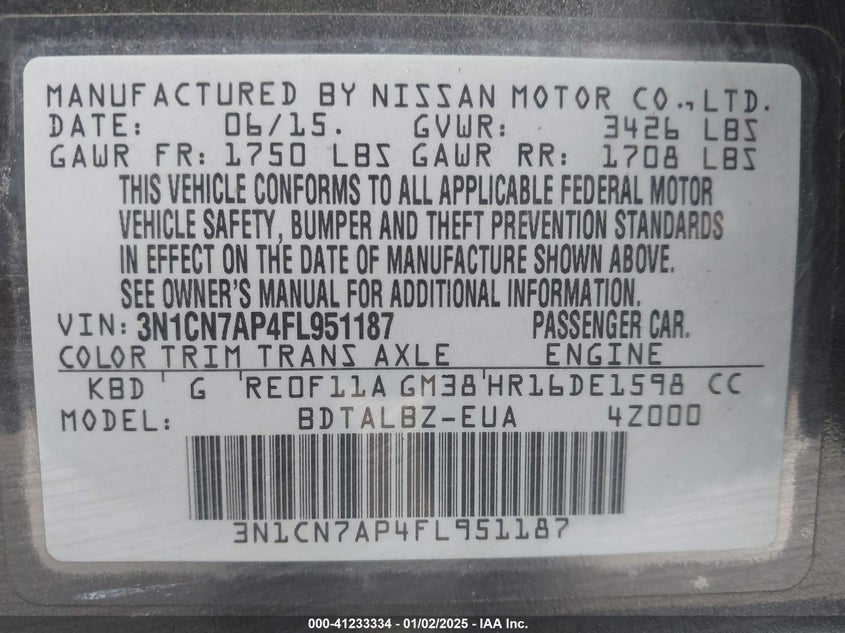 MANUFACTURED BY NISSAN MOTOR CO., LTD.
DATE: 06/15. GVWR: 3426 LBS
GAWR FR: 1750 LBS GAWR RR: 1708 LBS
THIS VEHICLE CONFORMS TO ALL APPLICABLE FEDERAL MOTOR
VEHICLE SAFETY, BUMPER AND THEFT PREVENTION STANDARDS
IN EFFECT ON THE DATE OF MANUFACTURE SHOWN ABOVE.
SEE OWNER'S MANUAL FOR ADDITIONAL INFORMATION.
VIN: 3N1CN7AP4FL951187 PASSENGER CAR.
COLOR TRIM TRANS AXLE ENGINE
KBD G RE0F11A GM38 HR16DE1598 CC
MODEL: BDTALBZ-EUA 4Z000
3N1CN7AP4FL951187
000-41233334 - 01/02/2025 - IAA Inc.